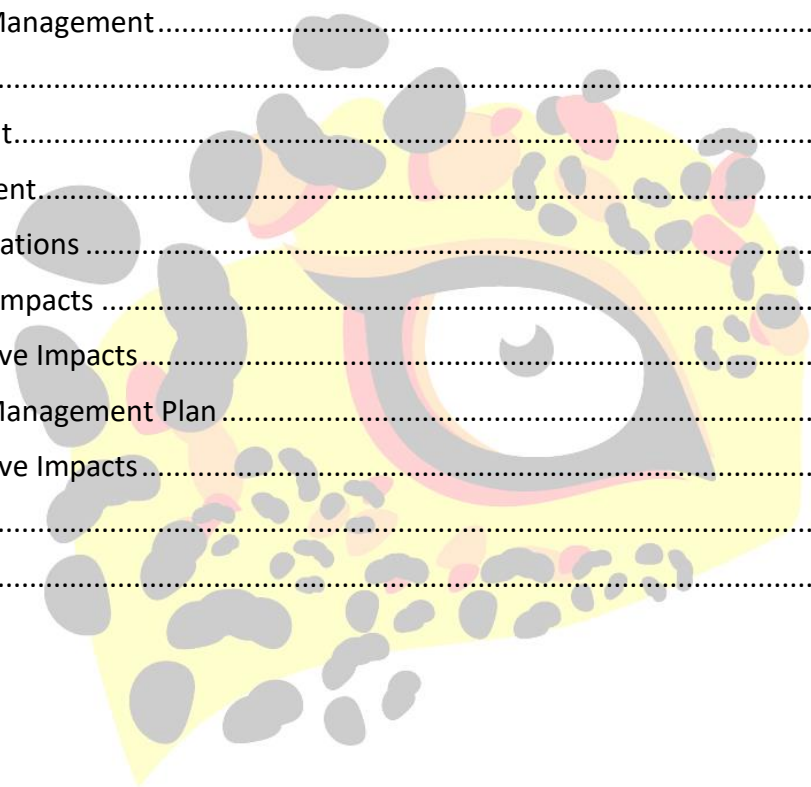 Management....................................................................................
.....................................................................................................
t.....................................................................................................
ent.................................................................................................
ations ............................................................................................
mpacts ..........................................................................................
ve Impacts.....................................................................................
Management Plan ..........................................................................
ve Impacts.....................................................................................
.....................................................................................................
.....................................................................................................